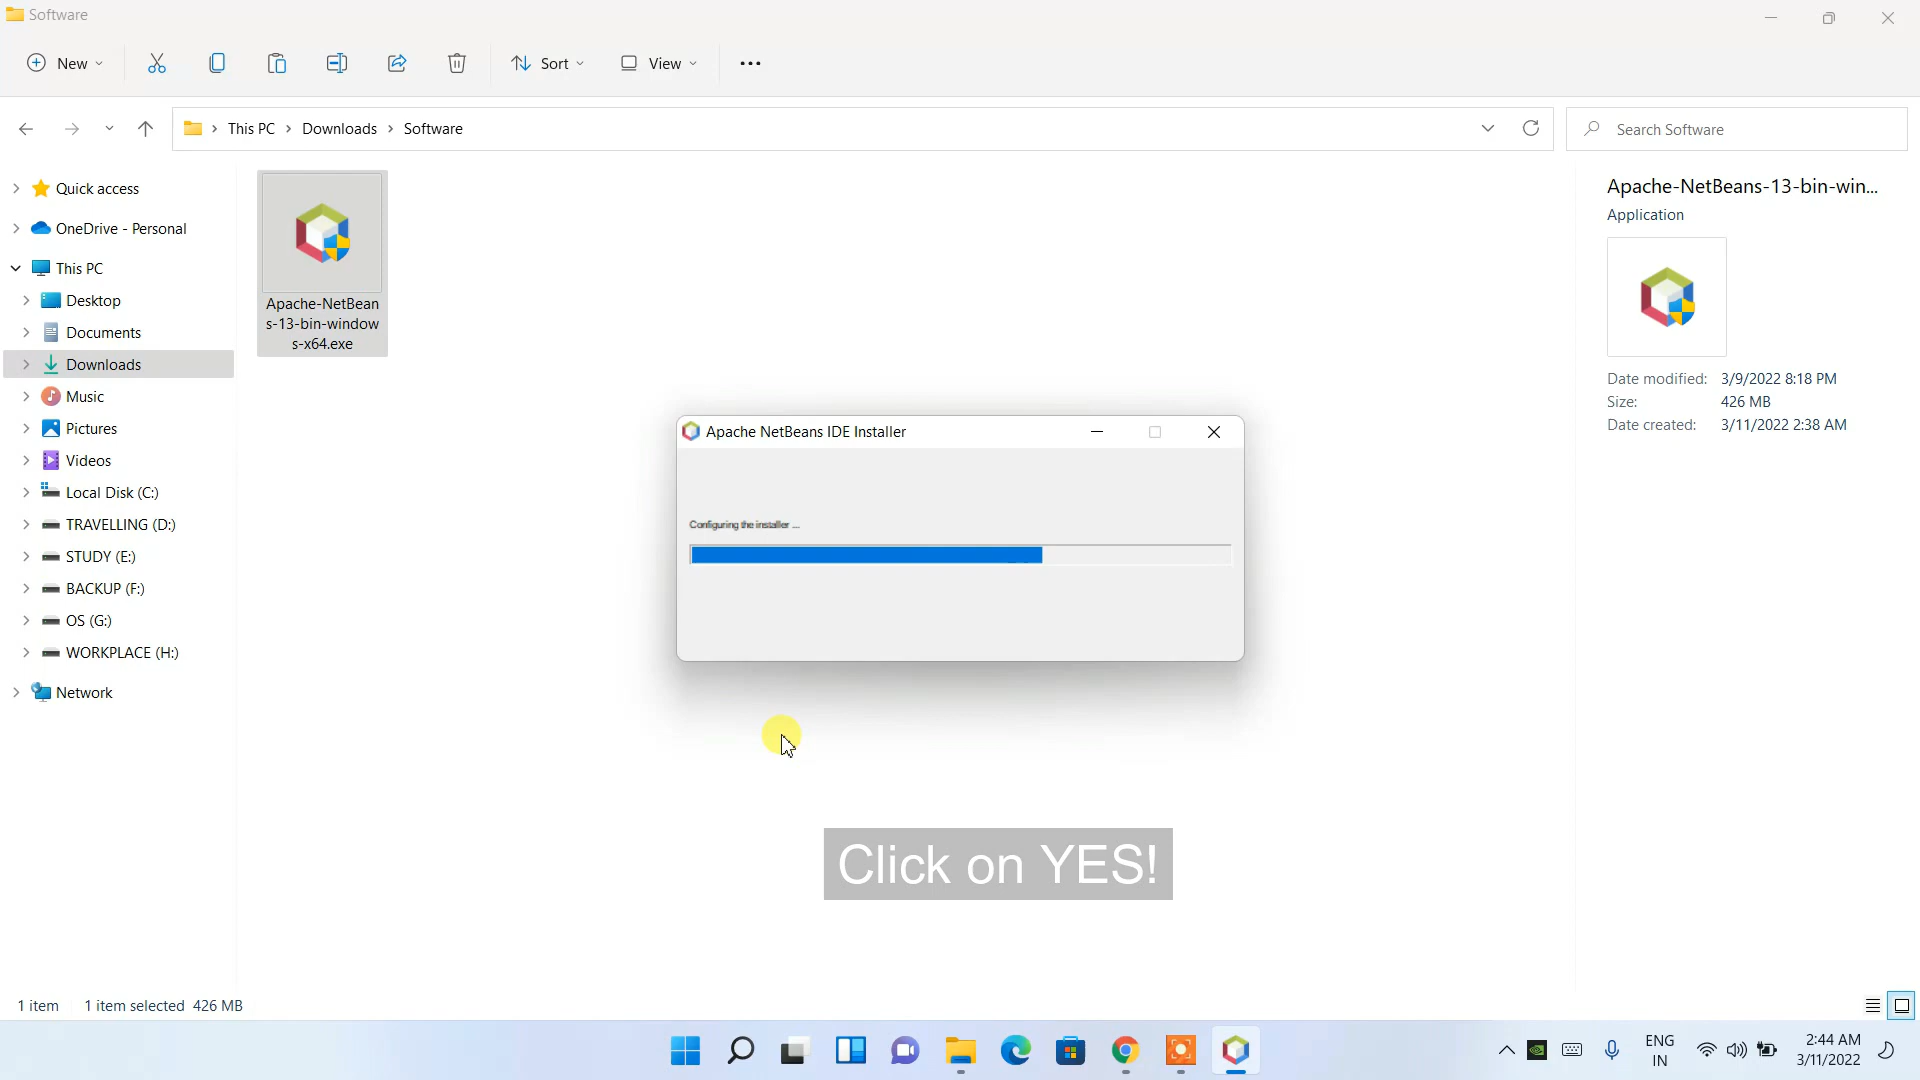 Software
New
Sort
View
This PC
Downloads
Software
Search Software
Quick access
OneDrive - Personal
This PC
Desktop
Documents
Downloads
Music
Pictures
Videos
Local Disk (C:)
TRAVELLING (D:)
STUDY (E:)
BACKUP (F:)
OS (G:)
WORKPLACE (H:)
Network
Apache-NetBean
s-13-bin-window
s-x64.exe
Apache NetBeans IDE Installer
Configuring the installer ...
Click on YES!
Apache-NetBeans-13-bin-win...
Application
Date modified: 3/9/2022 8:18 PM
Size: 426 MB
Date created: 3/11/2022 2:38 AM
1 item 1 item selected 426 MB
ENG
IN
2:44 AM
3/11/2022